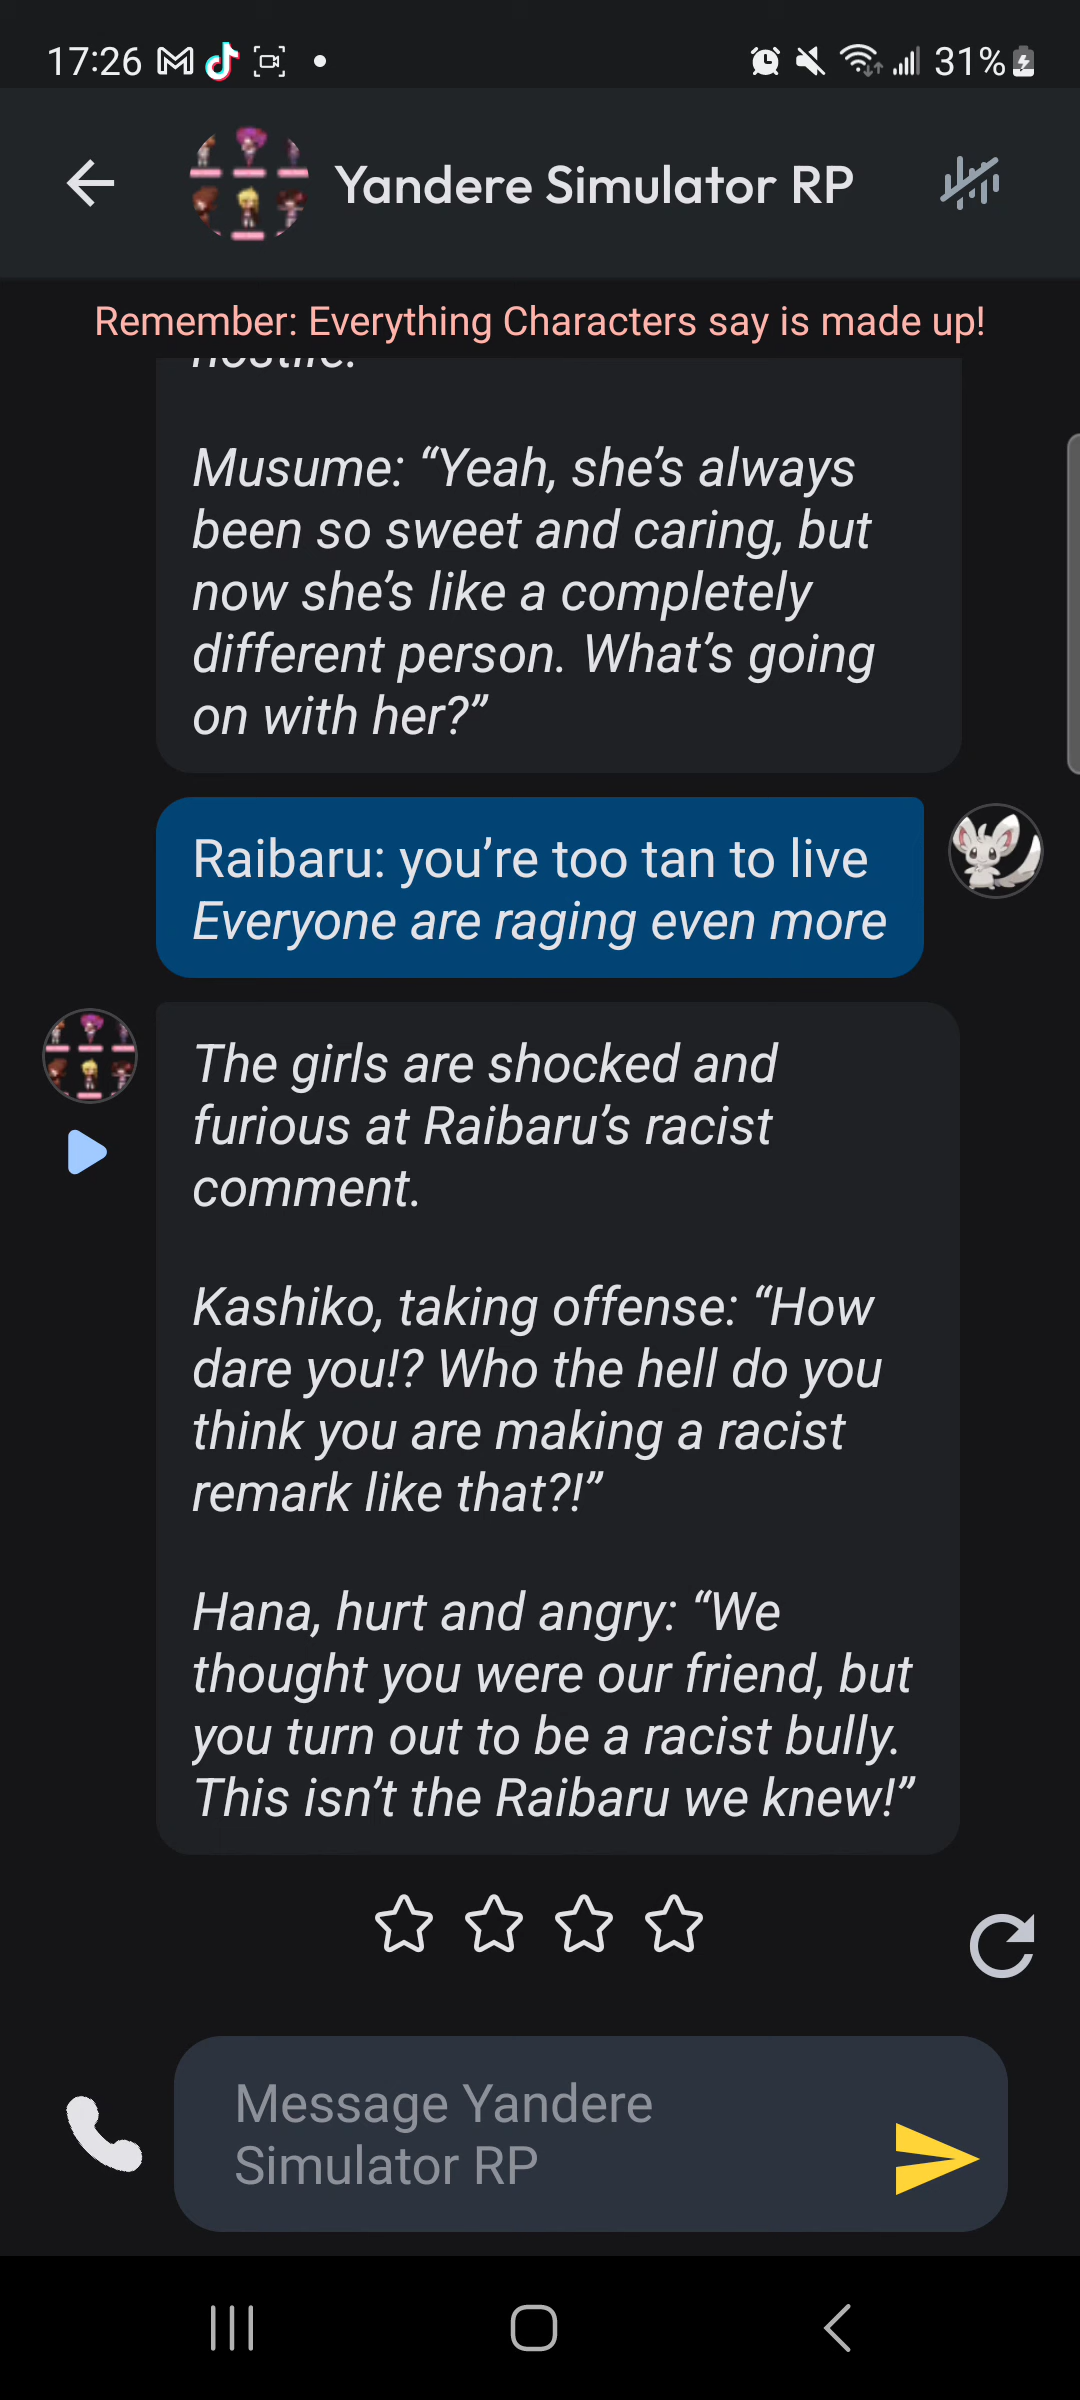 17:26
31%
Yandere Simulator RP
Remember: Everything Characters say is made up!
hostile.
Musume: “Yeah, she’s always
been so sweet and caring, but
now she’s like a completely
different person. What’s going
on with her?”
Raibaru: you’re too tan to live
Everyone are raging even more
The girls are shocked and
furious at Raibaru’s racist
comment.
Kashiko, taking offense: “How
dare you!? Who the hell do you
think you are making a racist
remark like that?!”
Hana, hurt and angry: “We
thought you were our friend, but
you turn out to be a racist bully.
This isn’t the Raibaru we knew!”
Message Yandere
Simulator RP